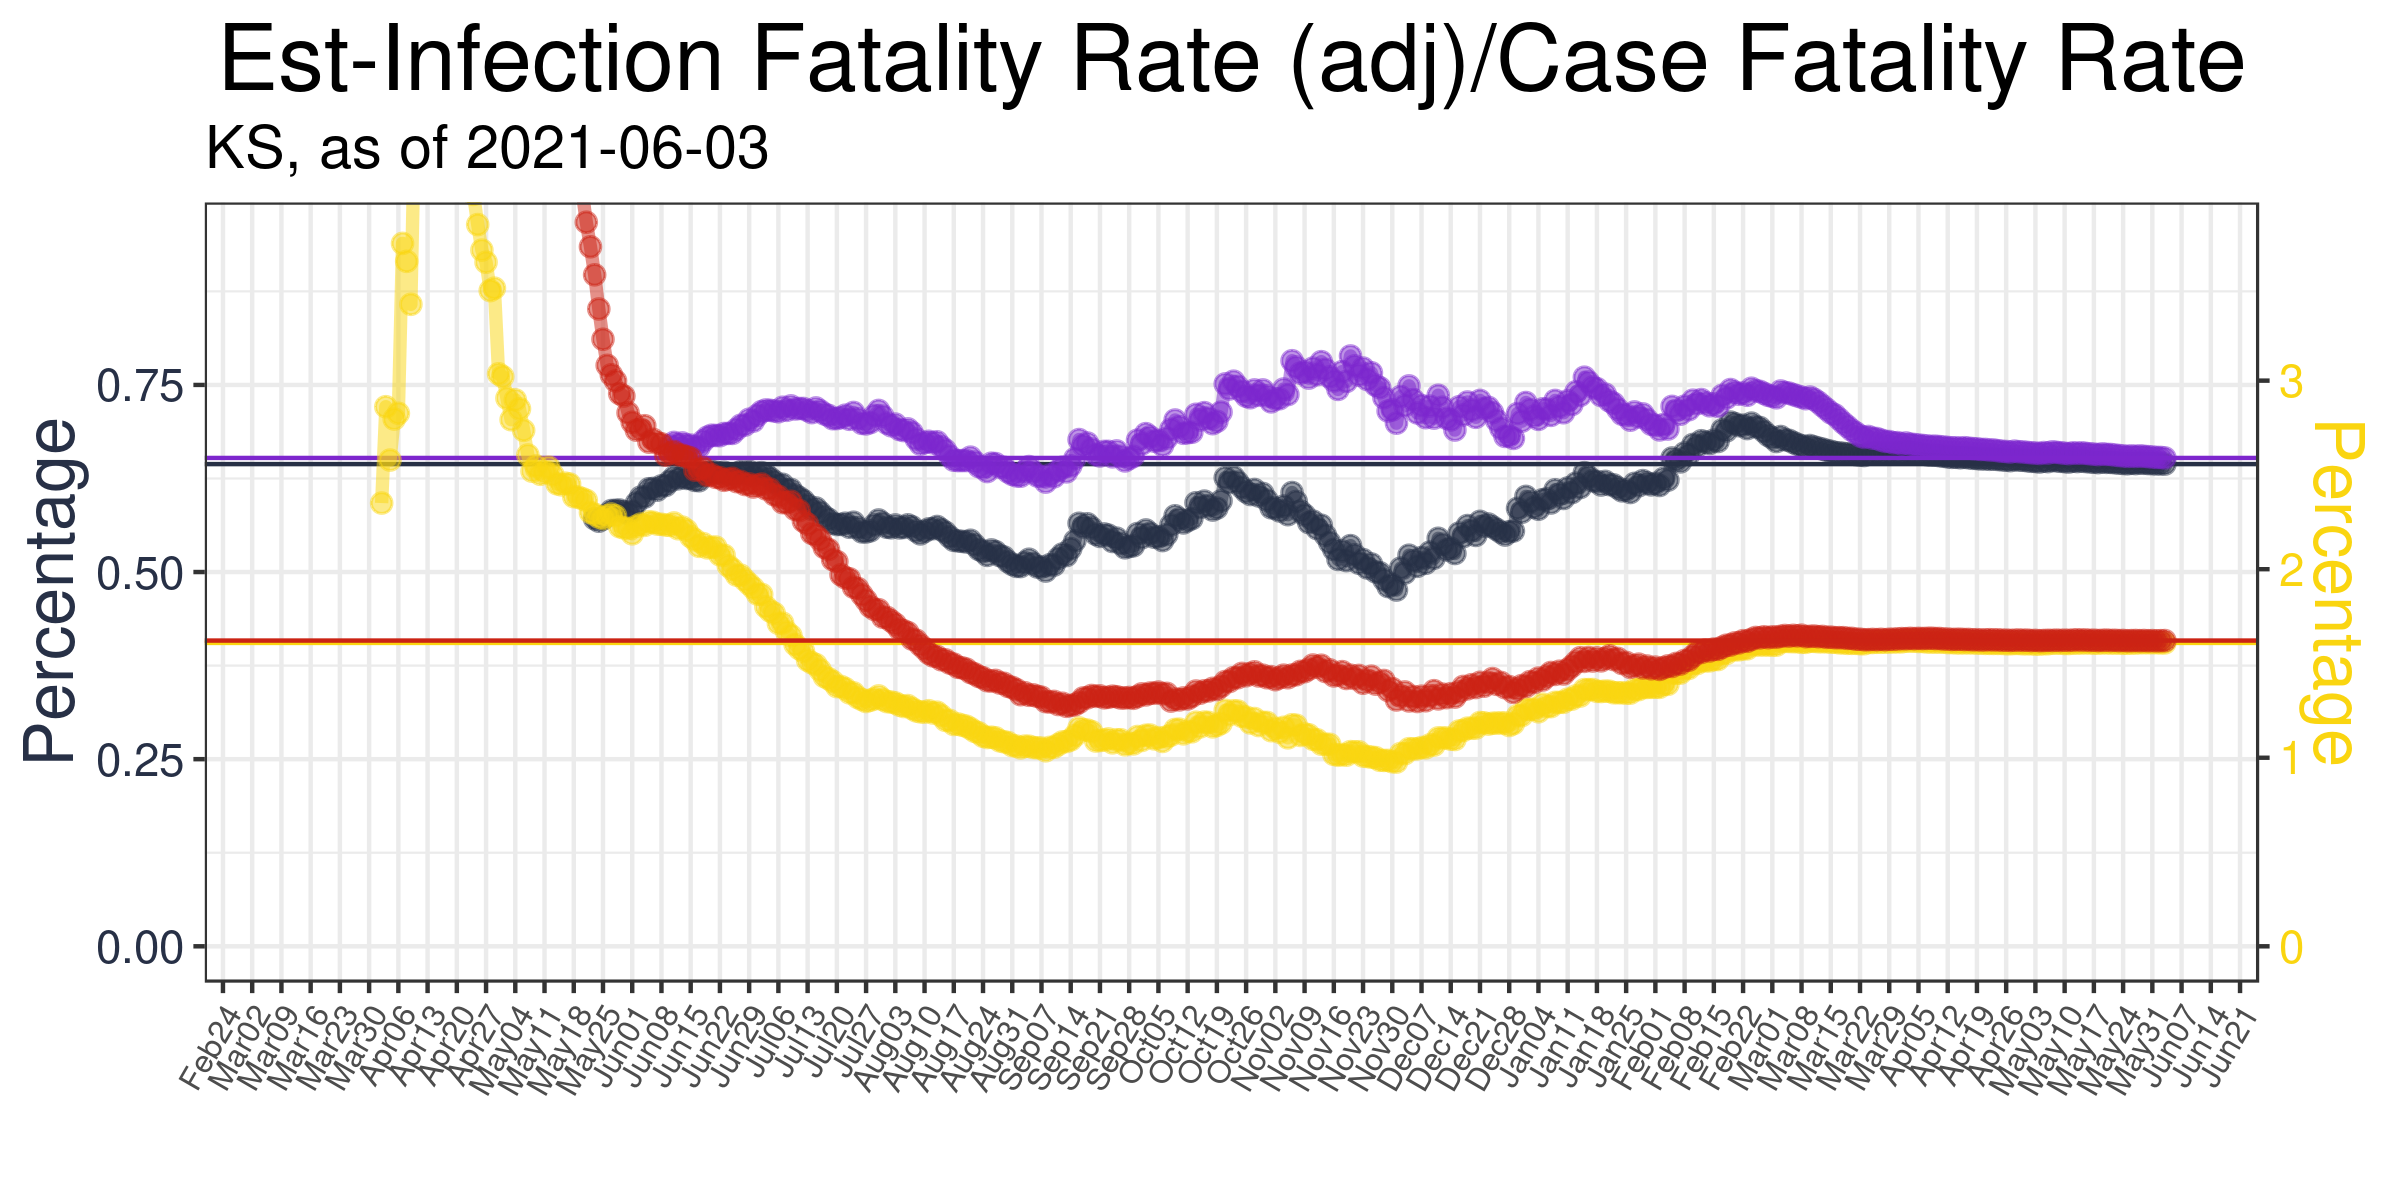 Est-Infection Fatality Rate (adj)/Case Fatality Rate
KS, as of 2021-06-03
Percentage
0.75
0.50
0.25
0.00
3
2
1
0
Percentage
Feb24
Mar02
Mar09
Mar16
Mar23
Mar30
Apr06
Apr13
Apr20
Apr27
May04
May11
May18
May25
Jun01
Jun08
Jun15
Jun22
Jun29
Jul06
Jul13
Jul20
Jul27
Aug03
Aug10
Aug17
Aug24
Aug31
Sep07
Sep14
Sep21
Sep28
Oct05
Oct12
Oct19
Oct26
Nov02
Nov09
Nov16
Nov23
Nov30
Dec07
Dec14
Dec21
Dec28
Jan04
Jan11
Jan18
Jan25
Feb01
Feb08
Feb15
Feb22
Mar01
Mar08
Mar15
Mar22
Mar29
Apr05
Apr12
Apr19
Apr26
May03
May10
May17
May24
May31
Jun07
Jun14
Jun21